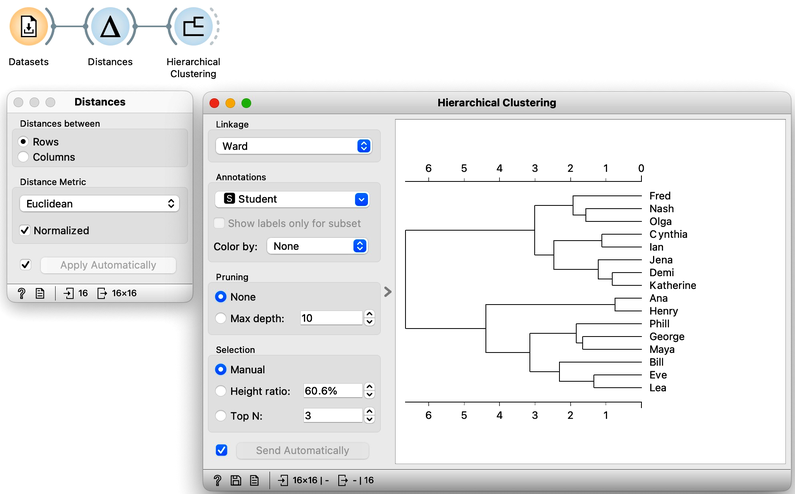 Datasets
Distances
Hierarchical
Clustering
Distances
Distances between
Rows
Columns
Distance Metric
Euclidean
Normalized
Apply Automatically
? 16 16×16
Hierarchical Clustering
Linkage
Ward
Annotations
S Student
Show labels only for subset
Color by: None
Pruning
None
Max depth: 10
Selection
Manual
Height ratio: 60.6%
Top N: 3
Send Automatically
? 16×16 | - - | 16
6 5 4 3 2 1 0
Fred
Nash
Olga
Cynthia
Ian
Jena
Demi
Katherine
Ana
Henry
Phill
George
Maya
Bill
Eve
Lea
6 5 4 3 2 1